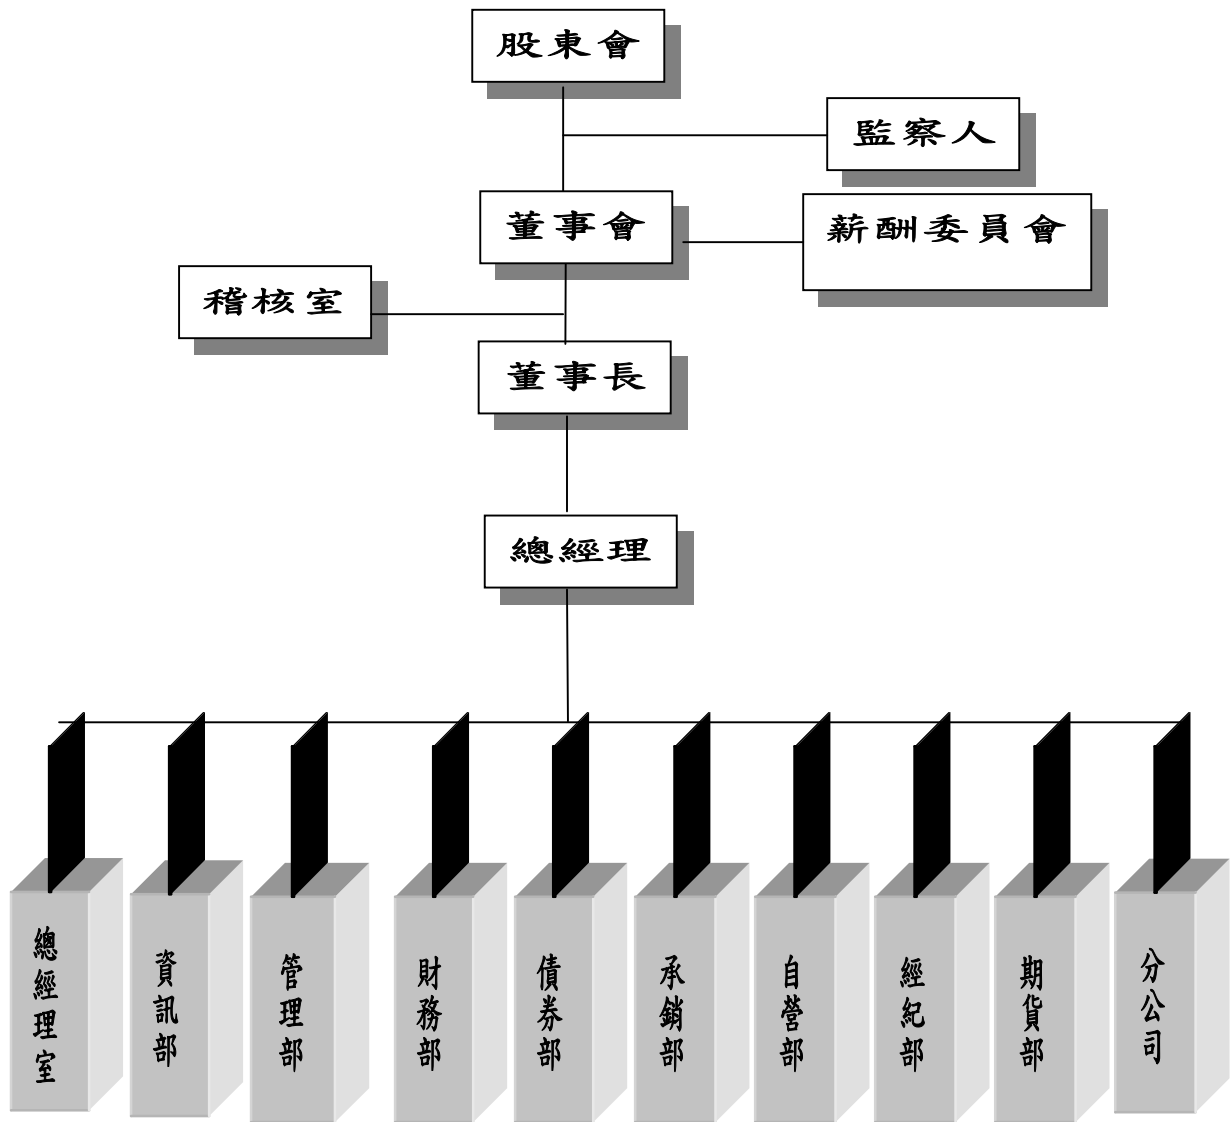 股東會
監察人
董事會
薪酬委員會
稽核室
董事長
總經理
總經理室
資訊部
管理部
財務部
債券部
承銷部
自營部
經紀部
期貨部
分公司